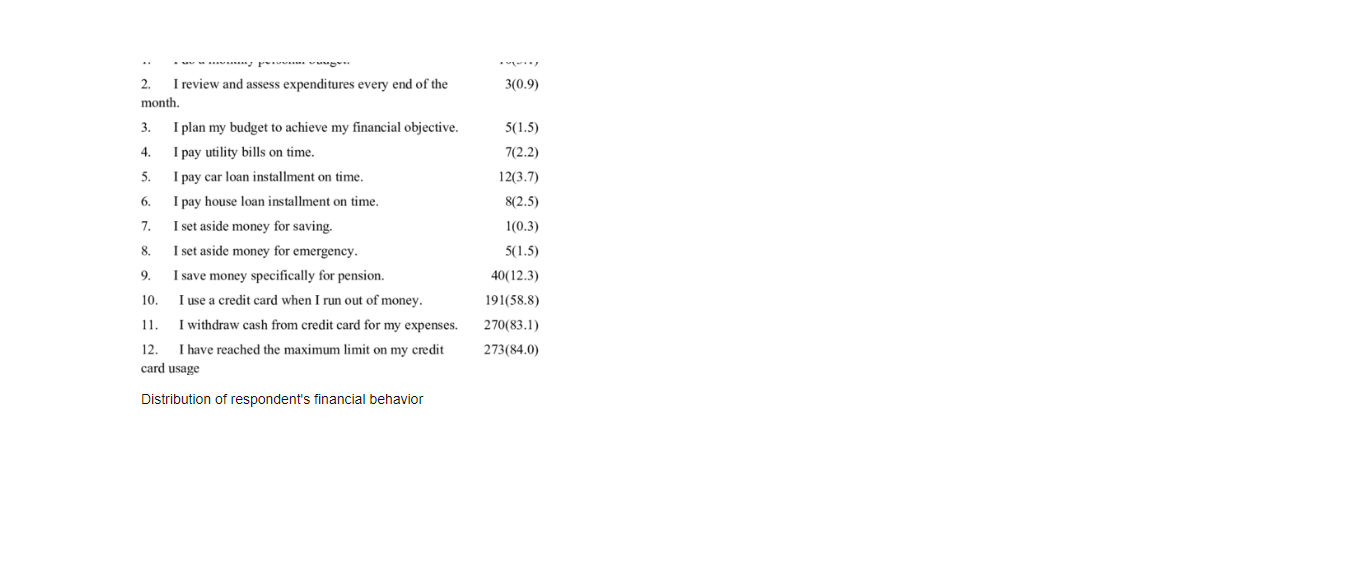 2. I review and assess expenditures every end of the 3(0.9)
month.
3. I plan my budget to achieve my financial objective. 5(1.5)
4. I pay utility bills on time. 7(2.2)
5. I pay car loan installment on time. 12(3.7)
6. I pay house loan installment on time. 8(2.5)
7. I set aside money for saving. 1(0.3)
8. I set aside money for emergency. 5(1.5)
9. I save money specifically for pension. 40(12.3)
10. I use a credit card when I run out of money. 191(58.8)
11. I withdraw cash from credit card for my expenses. 270(83.1)
12. I have reached the maximum limit on my credit 273(84.0)
card usage
Distribution of respondent's financial behavior